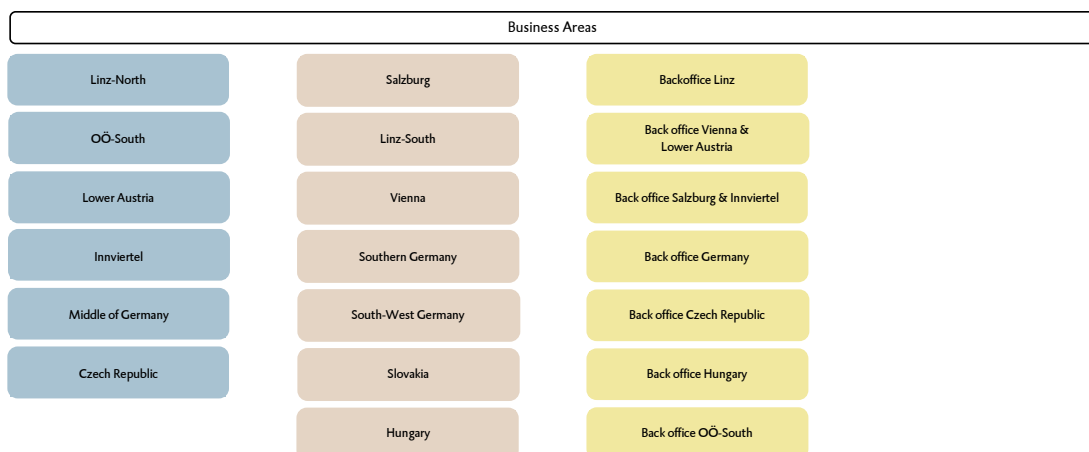 Business Areas
Linz-North
Salzburg
Backoffice Linz
OÖ-South
Linz-South
Back office Vienna &
Lower Austria
Lower Austria
Vienna
Back office Salzburg & Innviertel
Innviertel
Southern Germany
Back office Germany
Middle of Germany
South-West Germany
Back office Czech Republic
Czech Republic
Slovakia
Back office Hungary
Hungary
Back office OÖ-South